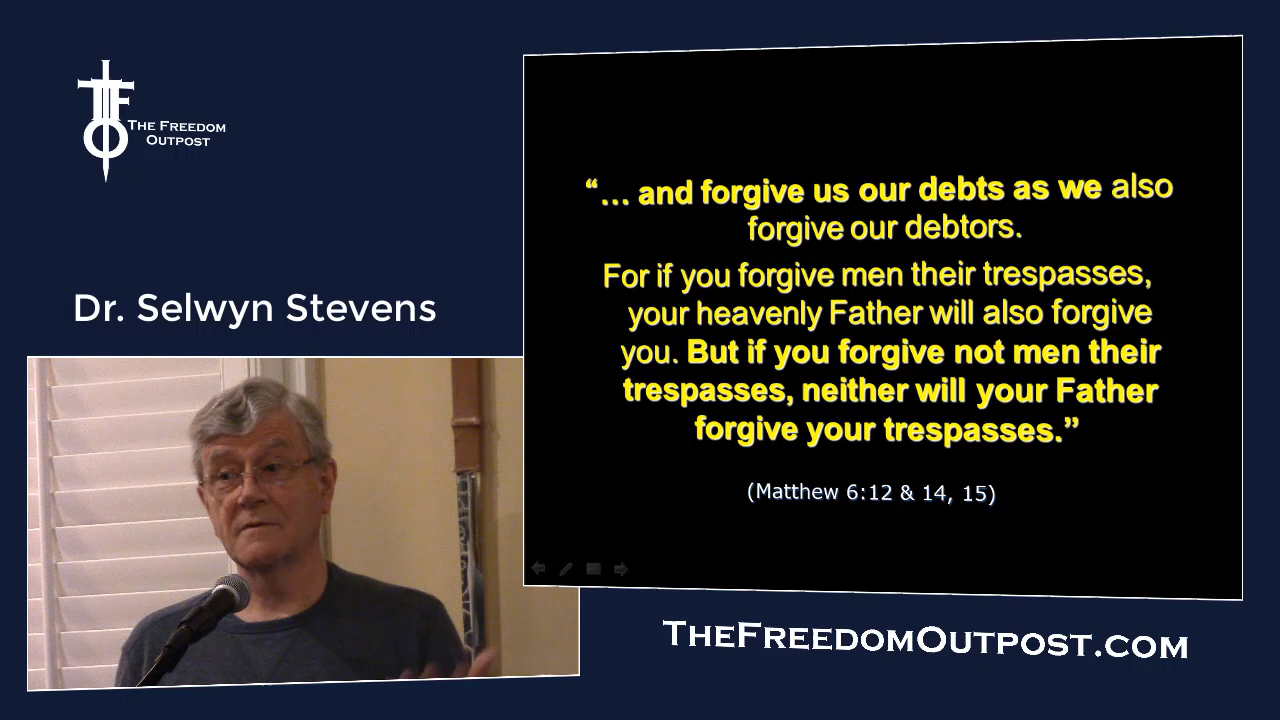 The Freedom
Outpost
Dr. Selwyn Stevens
“… and forgive us our debts as we also
forgive our debtors.
For if you forgive men their trespasses,
your heavenly Father will also forgive
you. But if you forgive not men their
trespasses, neither will your Father
forgive your trespasses.”
(Matthew 6:12 & 14, 15)
TheFreedomOutpost.com